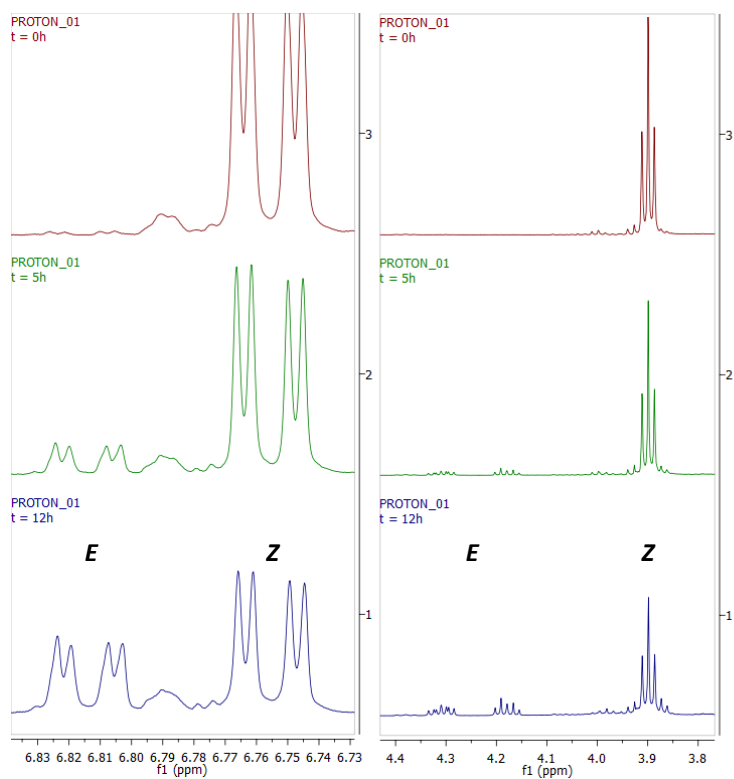 PROTON_01
t = 0h
3
PROTON_01
t = 5h
2
PROTON_01
t = 12h
E
Z
1
6.83 6.82 6.81 6.80 6.79 6.78 6.77 6.76 6.75 6.74 6.73
f1 (ppm)
PROTON_01
t = 0h
3
PROTON_01
t = 5h
2
PROTON_01
t = 12h
E
Z
1
4.4 4.3 4.2 4.1 4.0 3.9 3.8
f1 (ppm)